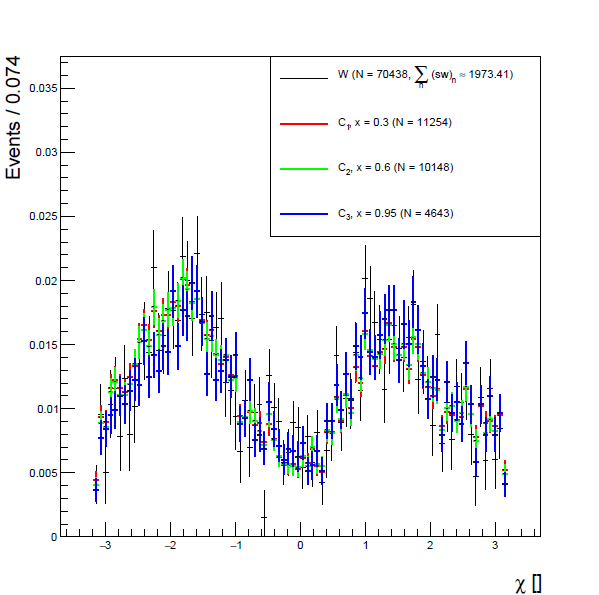 Events / 0.074
0.035
0.03
0.025
0.02
0.015
0.01
0.005
0
−3 −2 −1 0 1 2 3
χ []
W (N = 70438, ∑n (sw)n ≈ 1973.41)
C1, x = 0.3 (N = 11254)
C2, x = 0.6 (N = 10148)
C3, x = 0.95 (N = 4643)